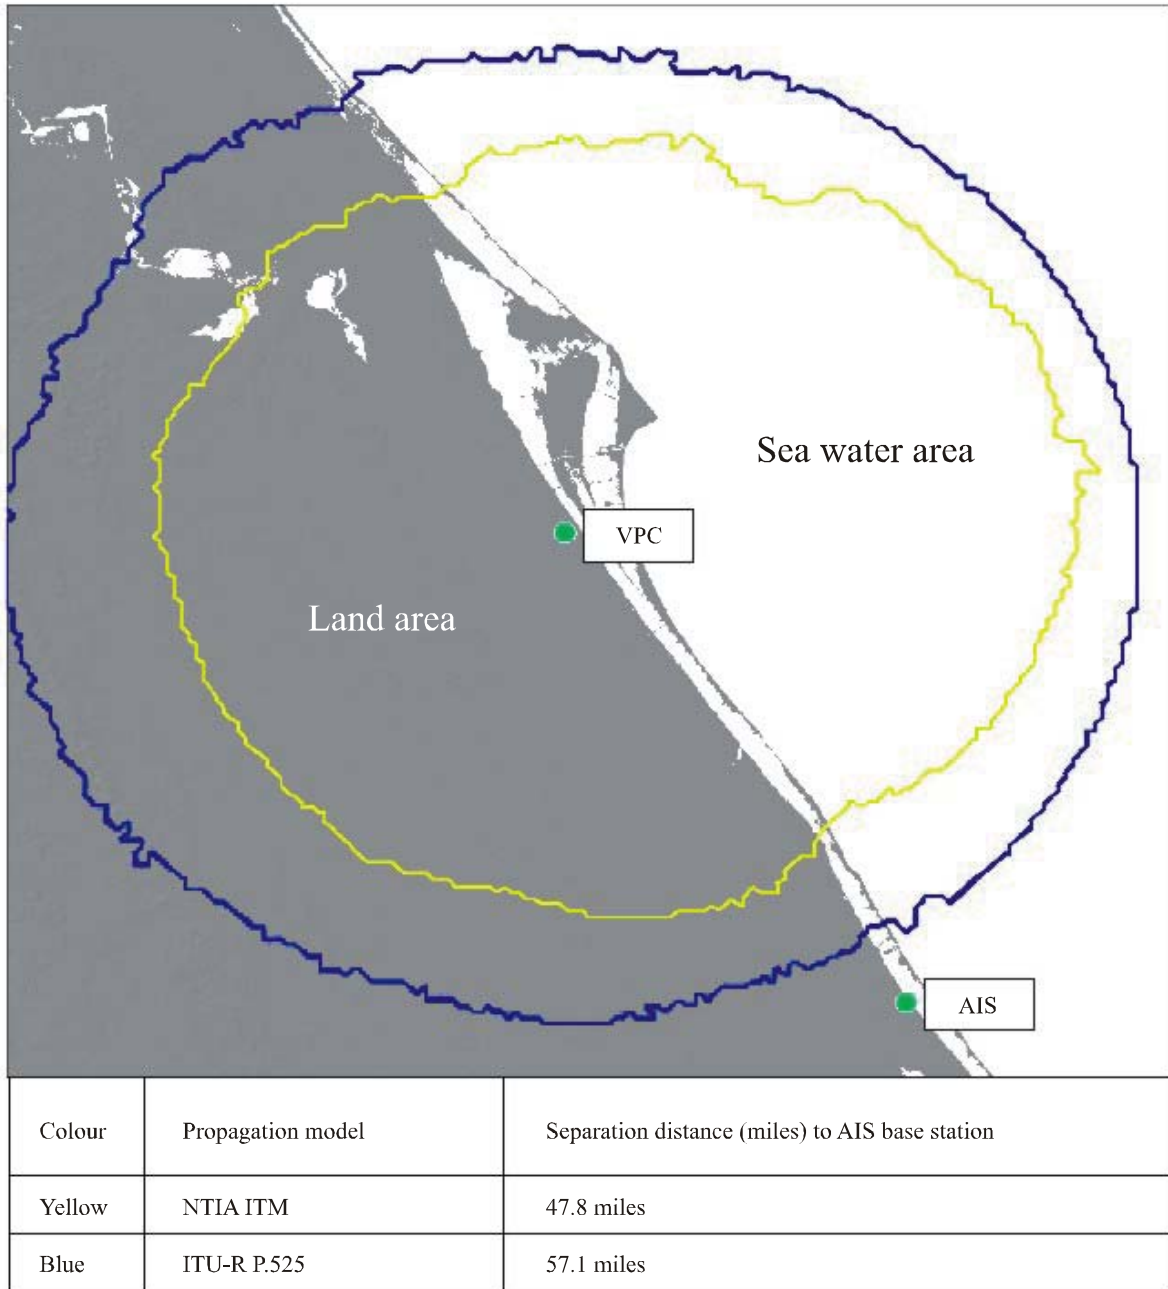 Sea water area
VPC
Land area
AIS
Colour Propagation model Separation distance (miles) to AIS base station
Yellow NTIA ITM 47.8 miles
Blue ITU-R P.525 57.1 miles